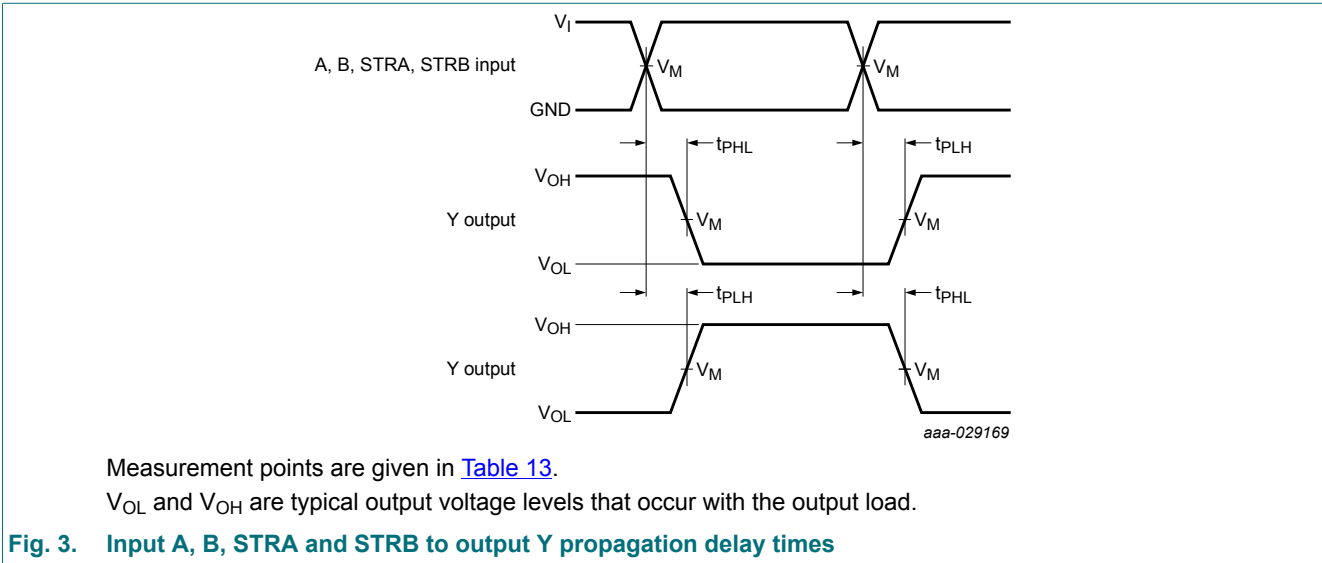 V_I
A, B, STRA, STRB input V_M V_M
GND
t_PHL t_PLH
V_OH
Y output V_M V_M
V_OL
t_PLH t_PHL
V_OH
Y output V_M V_M
V_OL
aaa-029169
Measurement points are given in Table 13.
V_OL and V_OH are typical output voltage levels that occur with the output load.
Fig. 3. Input A, B, STRA and STRB to output Y propagation delay times